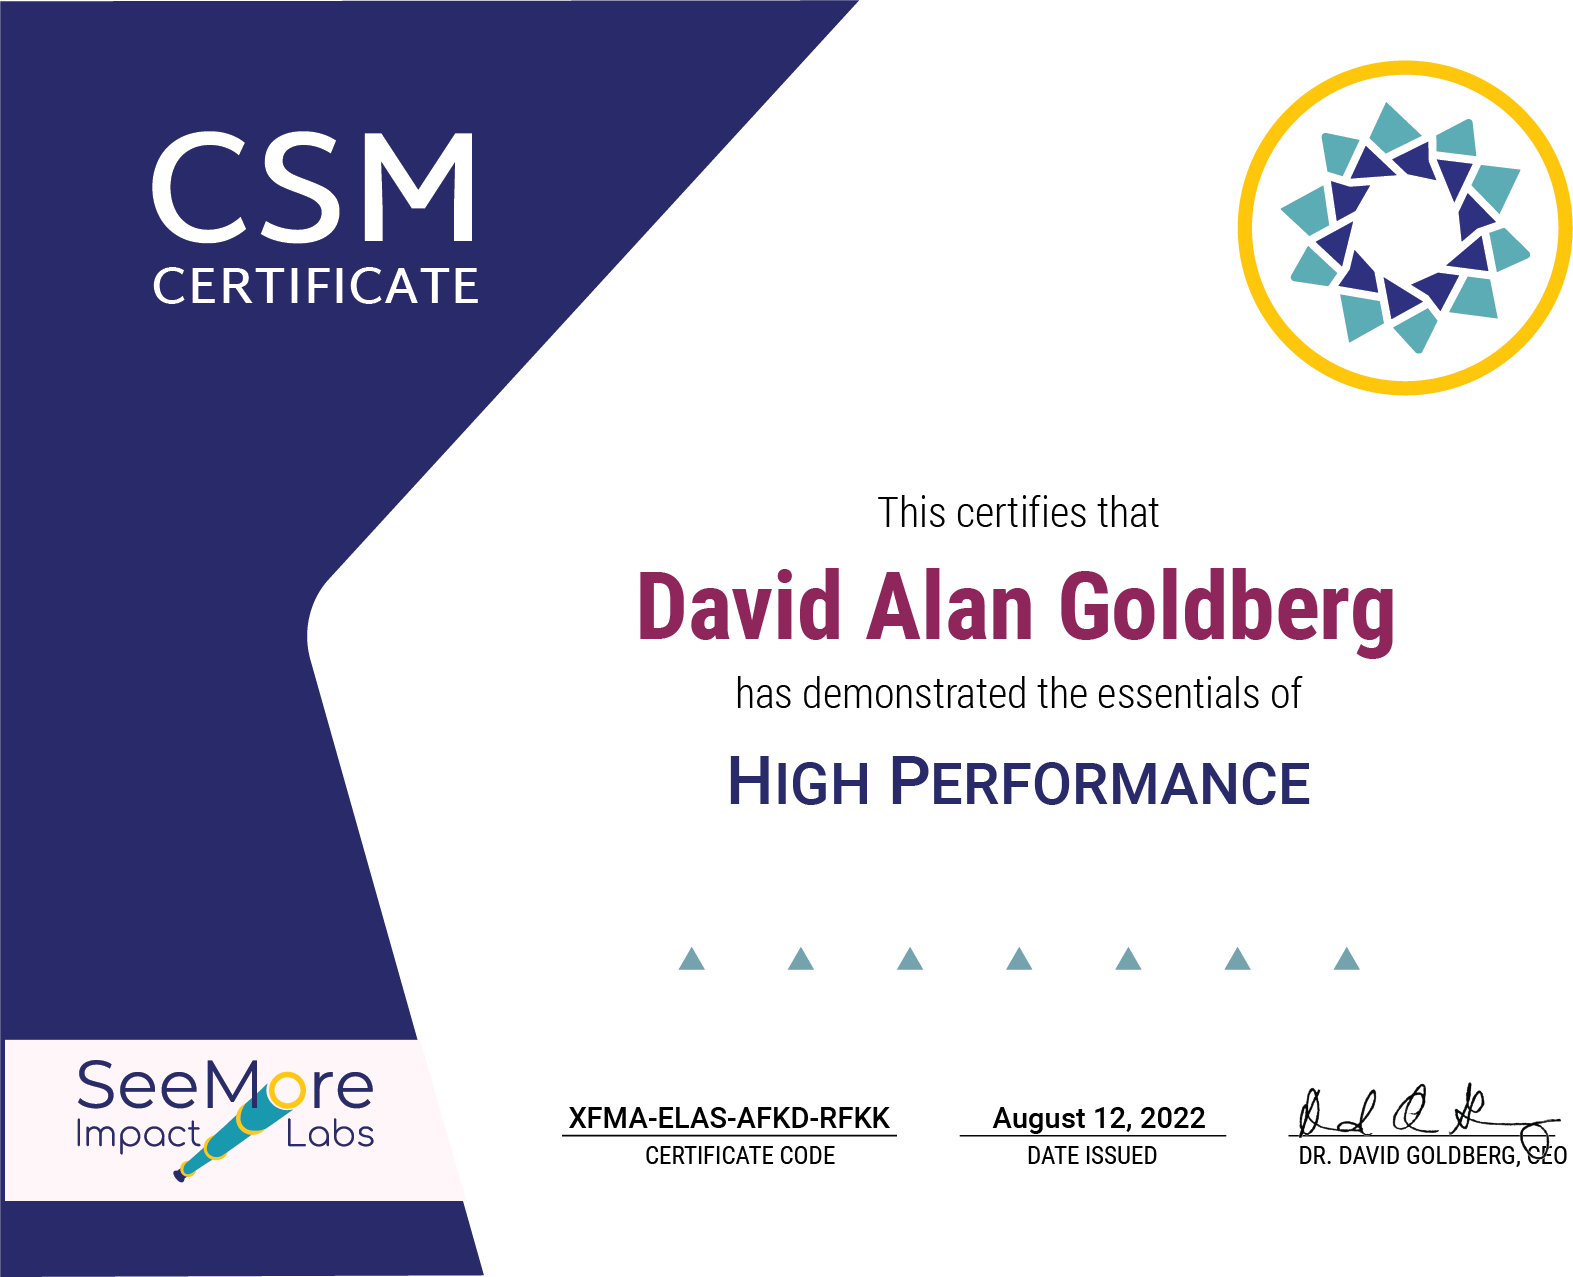 CSM
CERTIFICATE
This certifies that
David Alan Goldberg
has demonstrated the essentials of
HIGH PERFORMANCE
SeeMore
Impact Labs
XFMA-ELAS-AFKD-RFKK
CERTIFICATE CODE
August 12, 2022
DATE ISSUED
DR. DAVID GOLDBERG, CEO